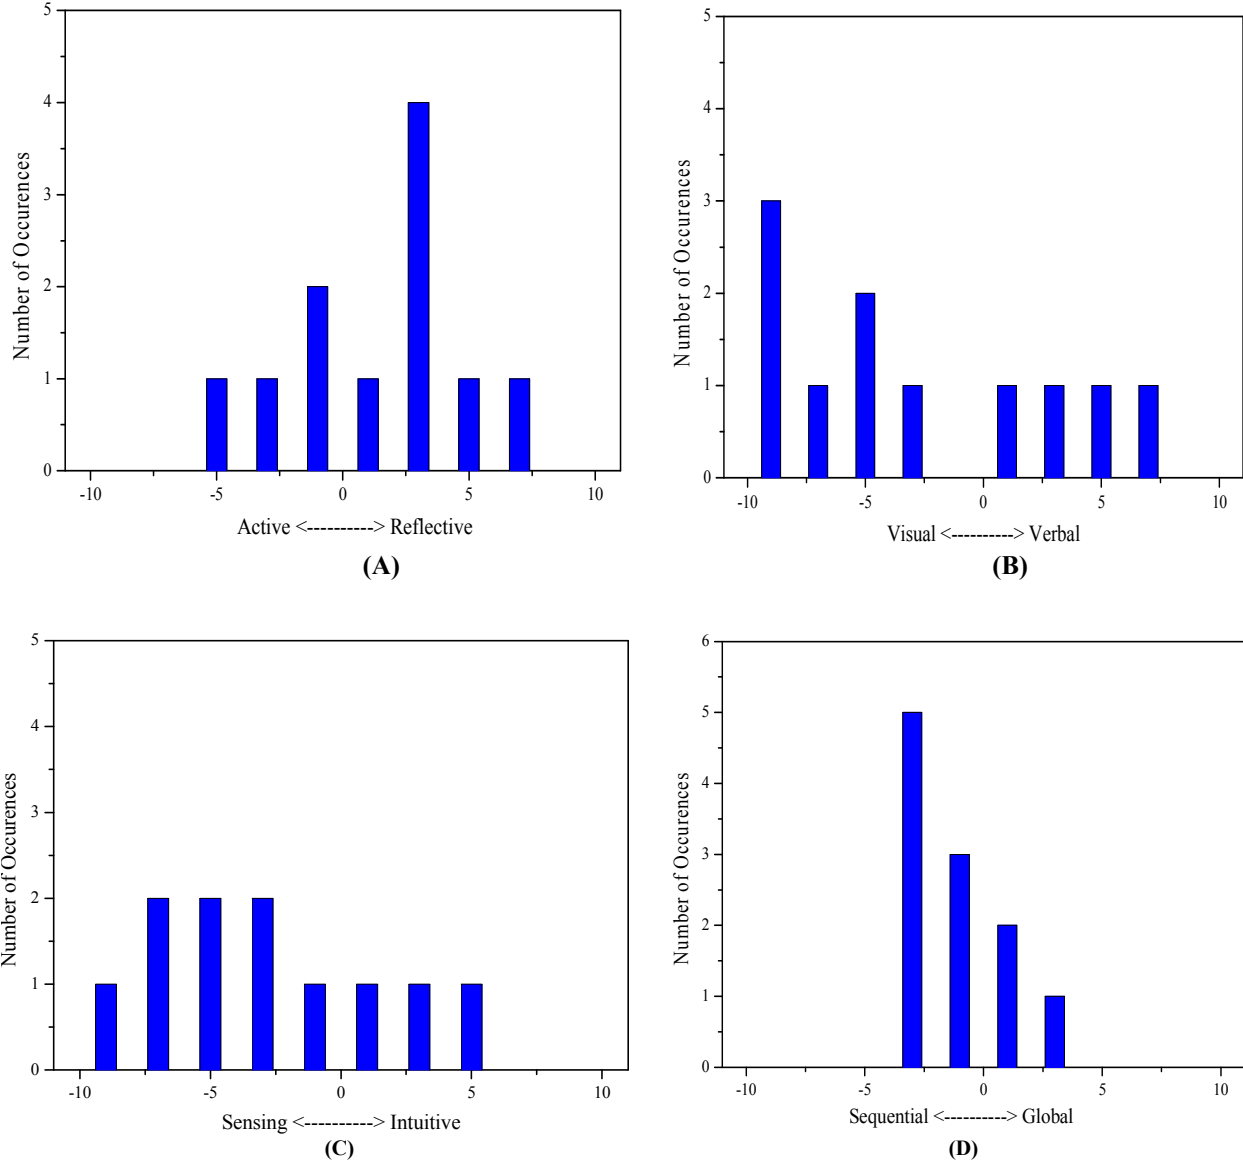 5
4
3
2
1
0
Number of Occurences
-10 -5 0 5 10
Active <----------> Reflective
(A)
5
4
3
2
1
0
Number of Occurences
-10 -5 0 5 10
Visual <----------> Verbal
(B)
5
4
3
2
1
0
Number of Occurences
-10 -5 0 5 10
Sensing <----------> Intuitive
(C)
6
5
4
3
2
1
0
Number of Occurences
-10 -5 0 5 10
Sequential <----------> Global
(D)